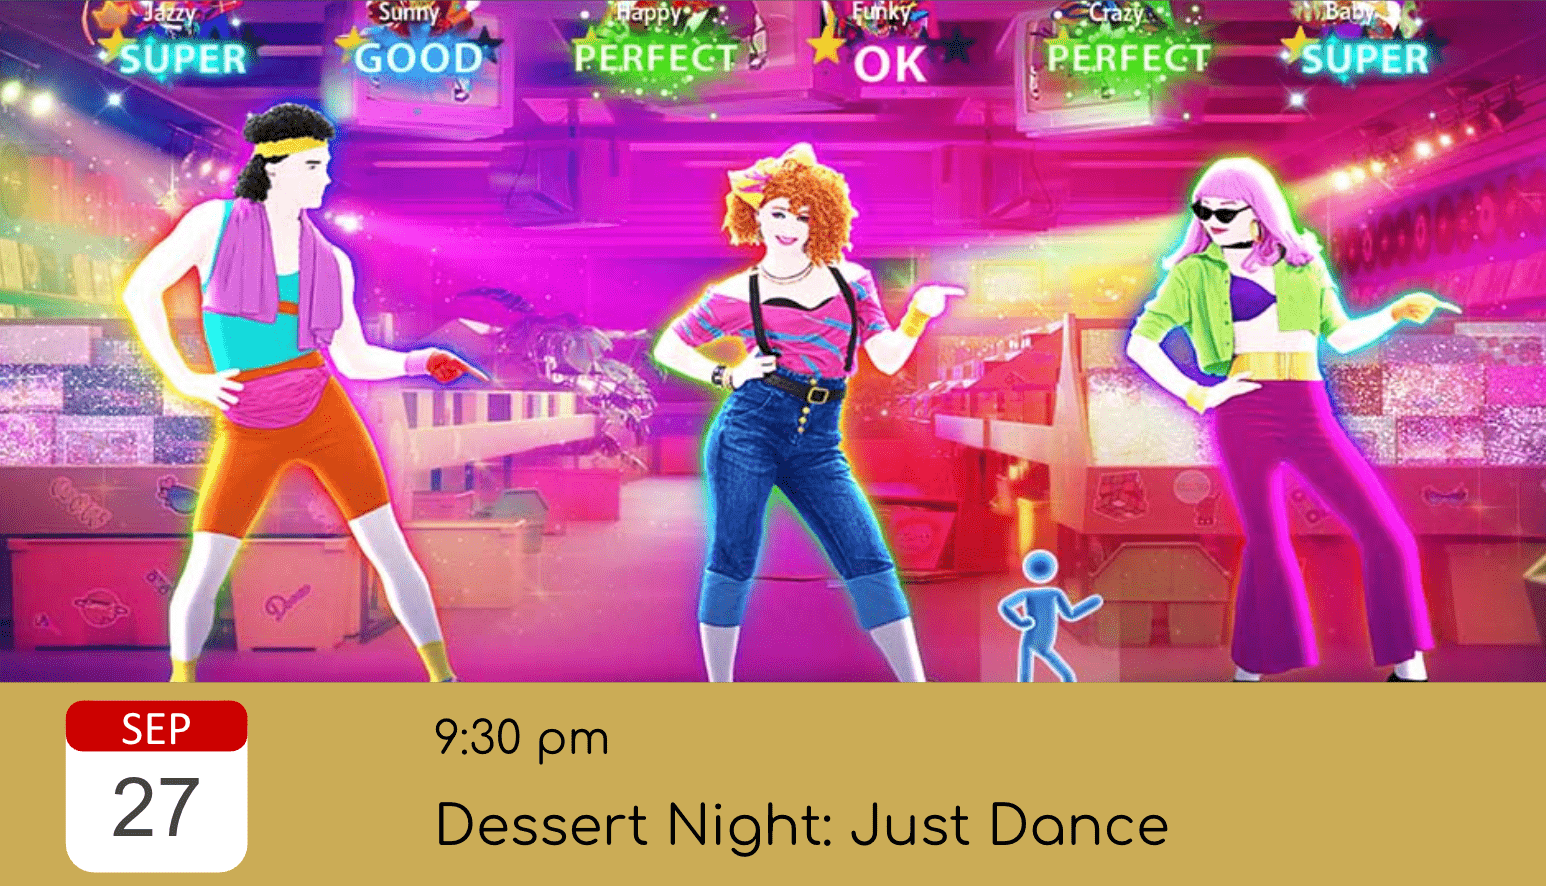 Jazzy
SUPER
Sunny
GOOD
Happy
PERFECT
Funky
OK
Crazy
PERFECT
Baby
SUPER
SEP
27
9:30 pm
Dessert Night: Just Dance